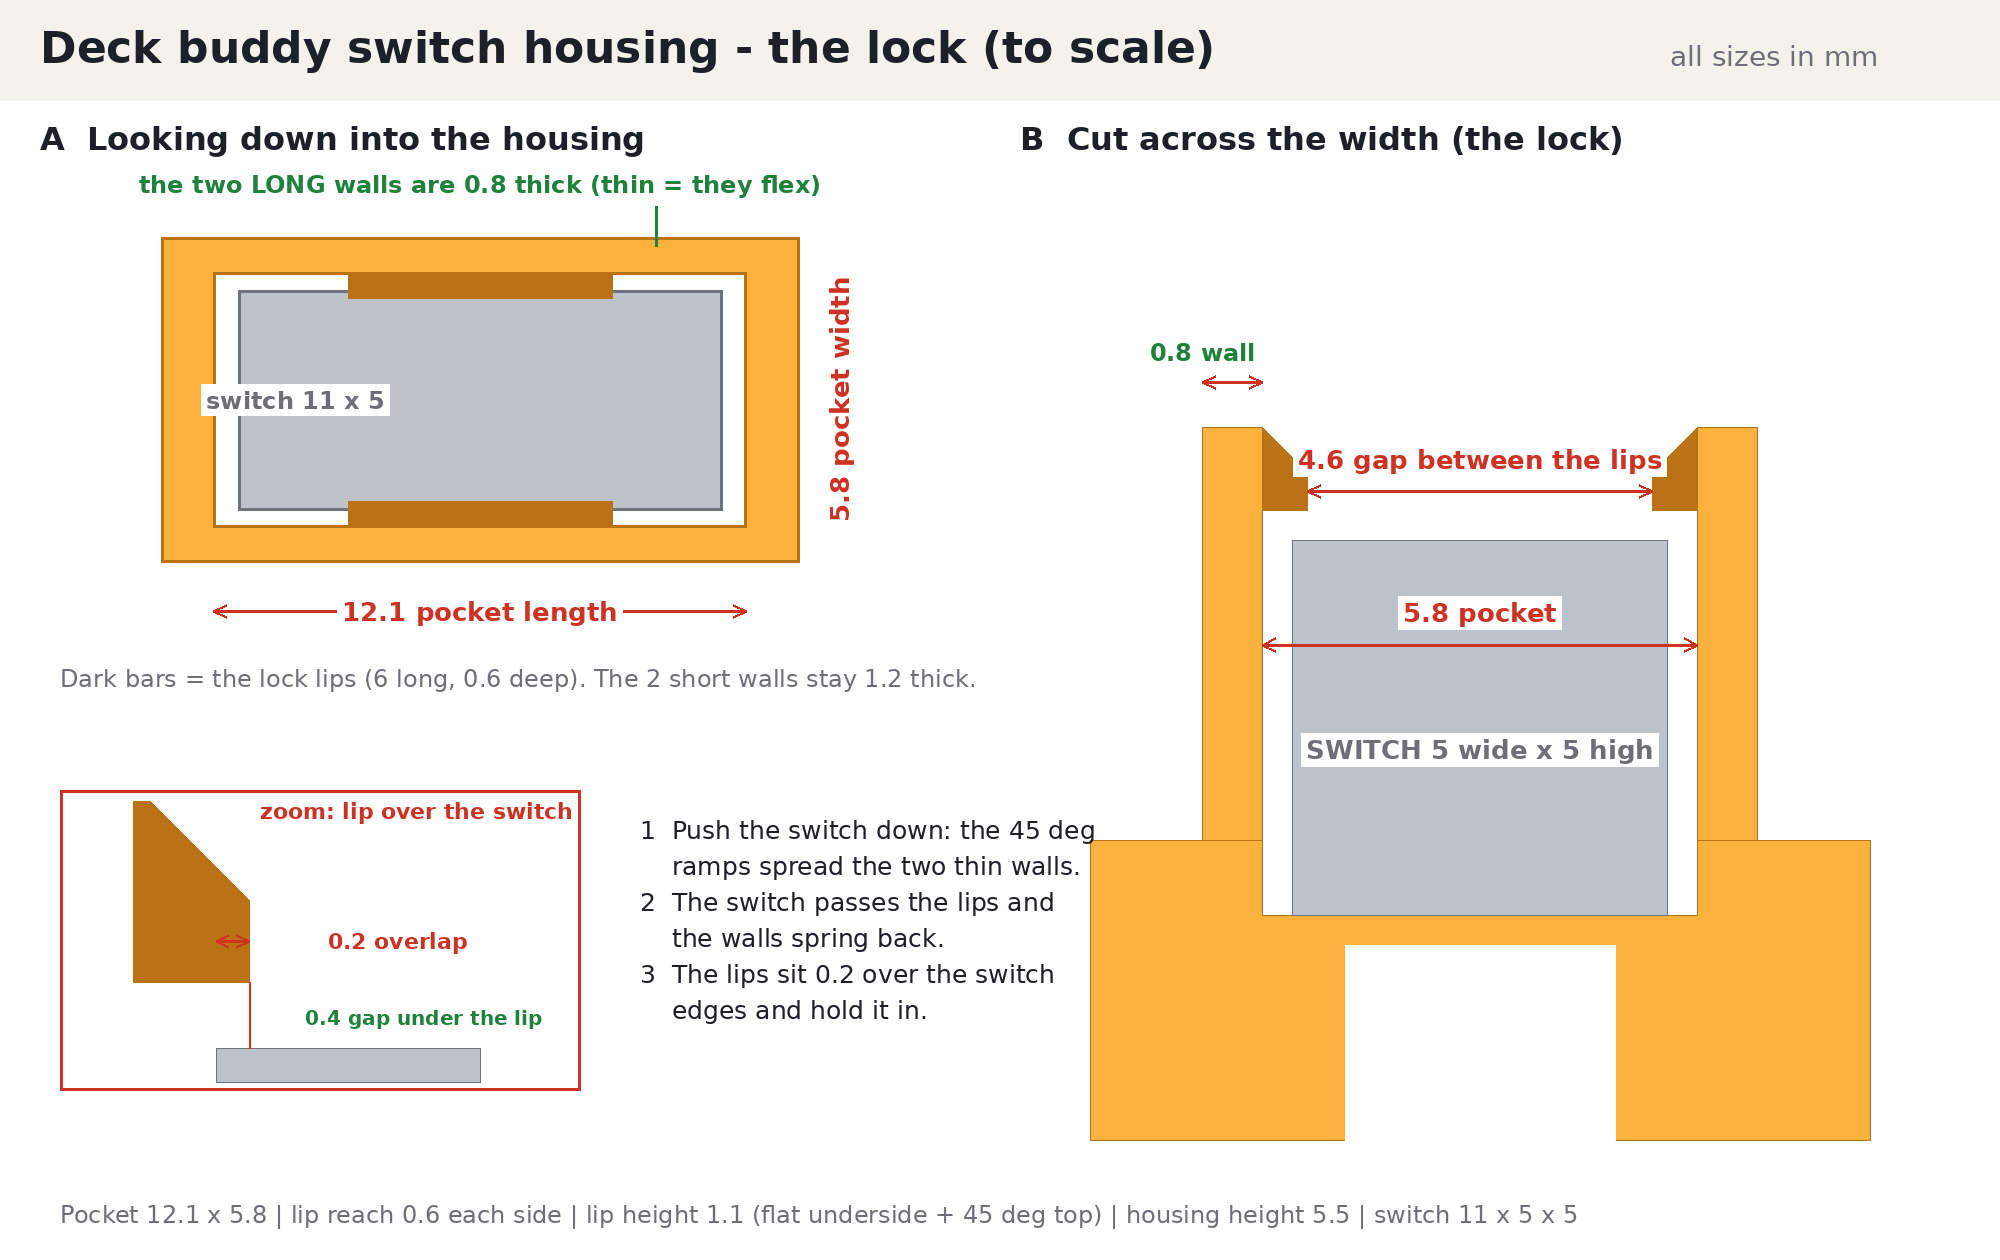 Deck buddy switch housing - the lock (to scale)
all sizes in mm
A Looking down into the housing
the two LONG walls are 0.8 thick (thin = they flex)
switch 11 x 5
5.8 pocket width
12.1 pocket length
Dark bars = the lock lips (6 long, 0.6 deep). The 2 short walls stay 1.2 thick.
B Cut across the width (the lock)
0.8 wall
4.6 gap between the lips
5.8 pocket
SWITCH 5 wide x 5 high
zoom: lip over the switch
0.2 overlap
0.4 gap under the lip
1 Push the switch down: the 45 deg
ramps spread the two thin walls.
2 The switch passes the lips and
the walls spring back.
3 The lips sit 0.2 over the switch
edges and hold it in.
Pocket 12.1 x 5.8 | lip reach 0.6 each side | lip height 1.1 (flat underside + 45 deg top) | housing height 5.5 | switch 11 x 5 x 5